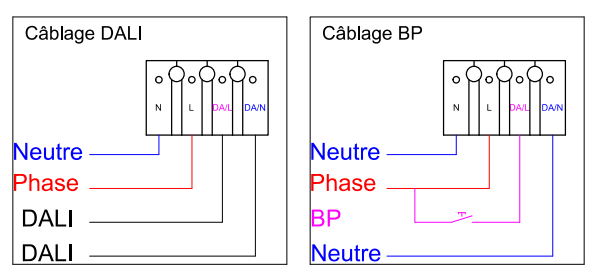 Câblage DALI
N L DA/L DA/N
Neutre
Phase
DALI
DALI
Câblage BP
N L DA/L DA/N
Neutre
Phase
BP
Neutre